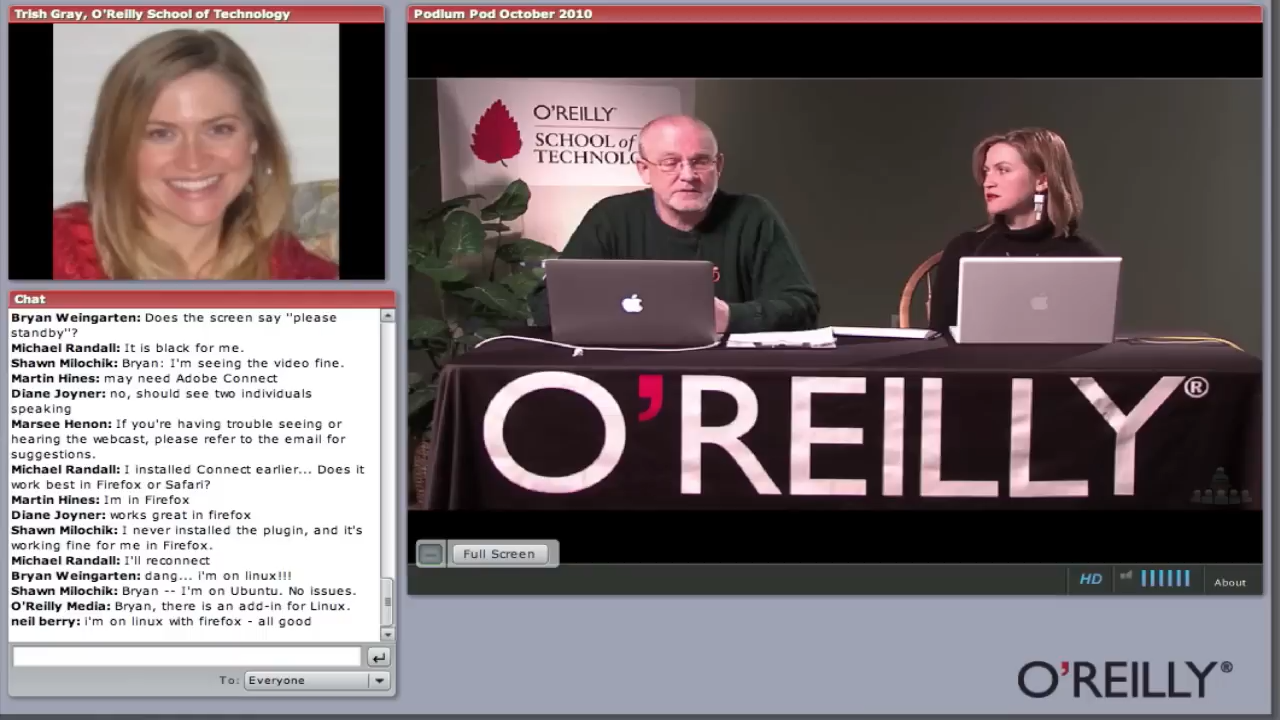 Trish Gray, O'Reilly School of Technology
Podium Pod October 2010
O'REILLY
SCHOOL of
TECHNOLO
O'REILLY®
Chat
Bryan Weingarten: Does the screen say "please
standby"?
Michael Randall: It is black for me.
Shawn Milochik: Bryan: I'm seeing the video fine.
Martin Hines: may need Adobe Connect
Diane Joyner: no, should see two individuals
speaking
Marsee Henon: If you're having trouble seeing or
hearing the webcast, please refer to the email for
suggestions.
Michael Randall: I installed Connect earlier... Does it
work best in Firefox or Safari?
Martin Hines: Im in Firefox
Diane Joyner: works great in firefox
Shawn Milochik: I never installed the plugin, and it's
working fine for me in Firefox.
Michael Randall: I'll reconnect
Bryan Weingarten: dang... i'm on linux!!!
Shawn Milochik: Bryan -- I'm on Ubuntu. No issues.
O'Reilly Media: Bryan, there is an add-in for Linux.
neil berry: i'm on linux with firefox - all good
To: Everyone
Full Screen
HD
About
O'REILLY®